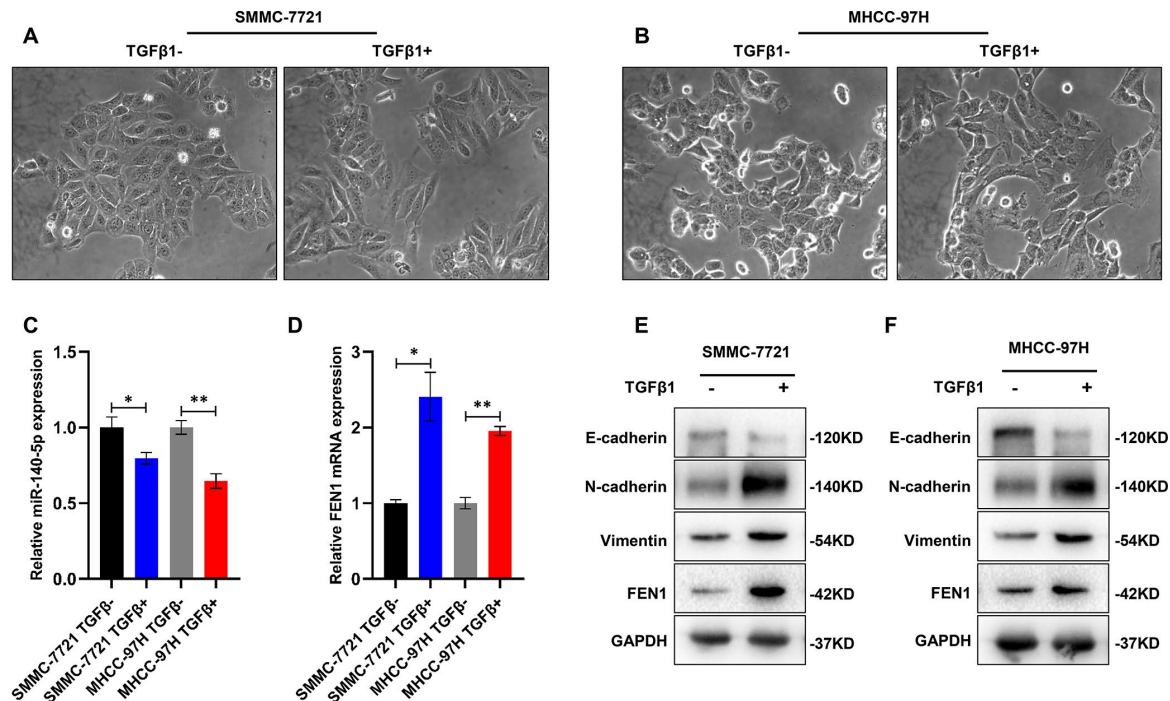 A
SMMC-7721
TGFβ1-
TGFβ1+
B
MHCC-97H
TGFβ1-
TGFβ1+
C
Relative miR-140-5p expression
1.5
1.0
0.5
0.0
*
**
SMMC-7721 TGFβ-
SMMC-7721 TGFβ+
MHCC-97H TGFβ-
MHCC-97H TGFβ+
D
Relative FEN1 mRNA expression
3
2
1
0
*
**
SMMC-7721 TGFβ-
SMMC-7721 TGFβ+
MHCC-97H TGFβ-
MHCC-97H TGFβ+
E
SMMC-7721
TGFβ1 - +
E-cadherin -120KD
N-cadherin -140KD
Vimentin -54KD
FEN1 -42KD
GAPDH -37KD
F
MHCC-97H
TGFβ1 - +
E-cadherin -120KD
N-cadherin -140KD
Vimentin -54KD
FEN1 -42KD
GAPDH -37KD